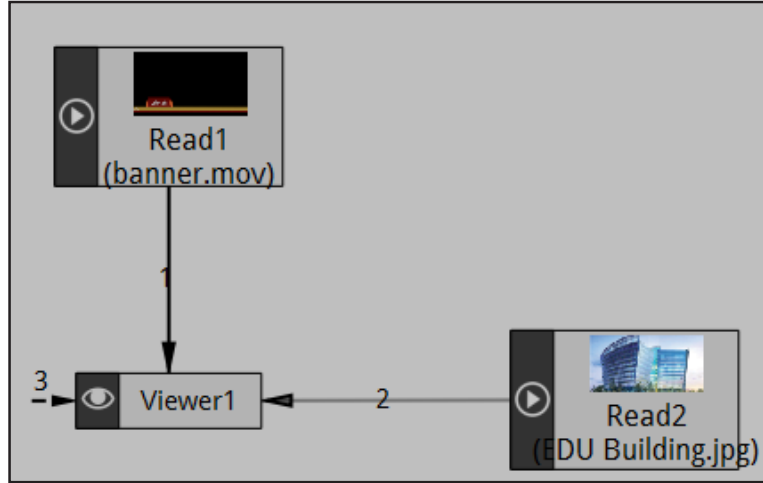 Read1
(banner.mov)
1
3
Viewer1
2
Read2
(EDU Building.jpg)